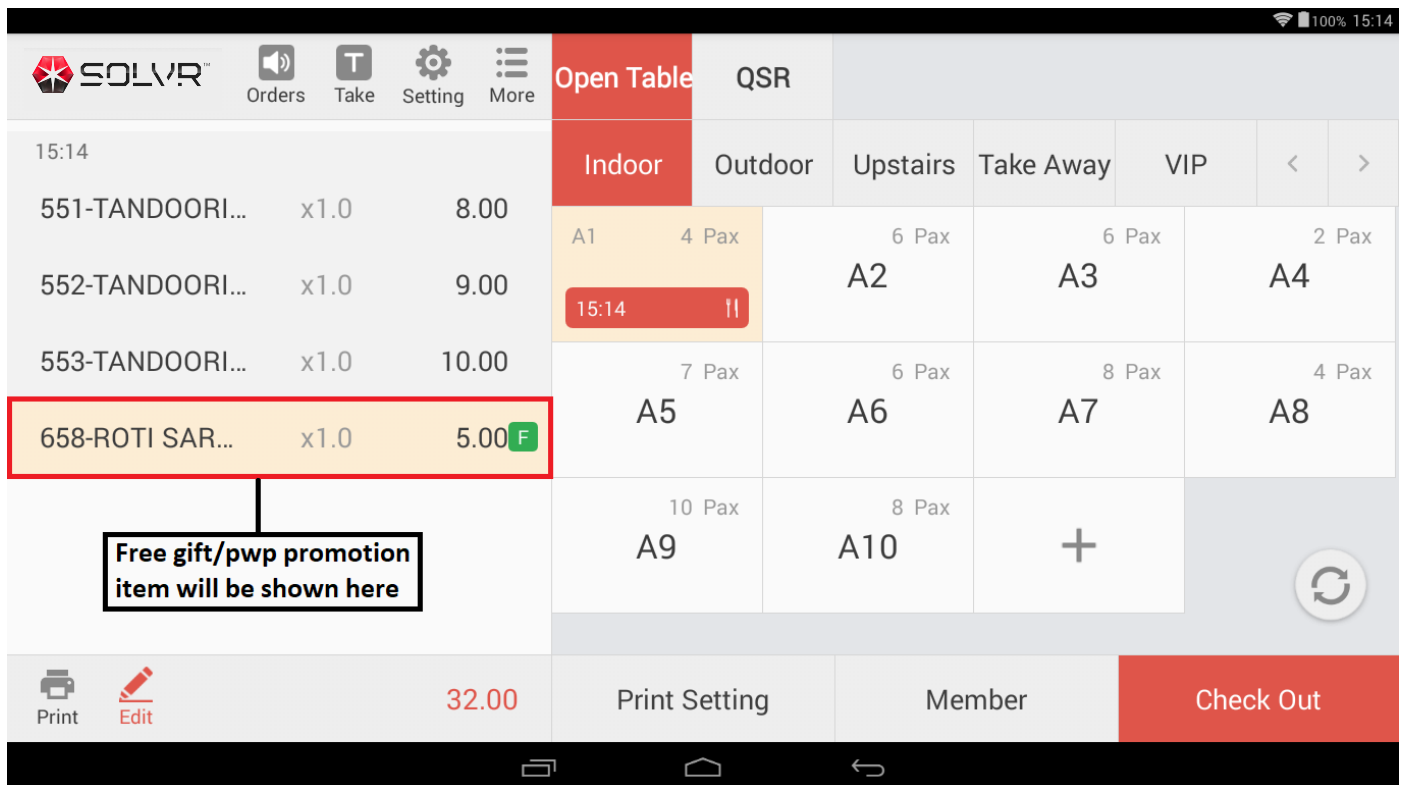 100% 15:14
SOLVR™
Orders
T
Take
Setting
More
Open Table
QSR
15:14
Indoor
Outdoor
Upstairs
Take Away
VIP
<
>
551-TANDOORI... x1.0 8.00
552-TANDOORI... x1.0 9.00
553-TANDOORI... x1.0 10.00
658-ROTI SAR... x1.0 5.00 F
Free gift/pwp promotion
item will be shown here
A1 4 Pax
15:14
6 Pax
A2
6 Pax
A3
2 Pax
A4
7 Pax
A5
6 Pax
A6
8 Pax
A7
4 Pax
A8
10 Pax
A9
8 Pax
A10
+
Print
Edit
32.00
Print Setting
Member
Check Out